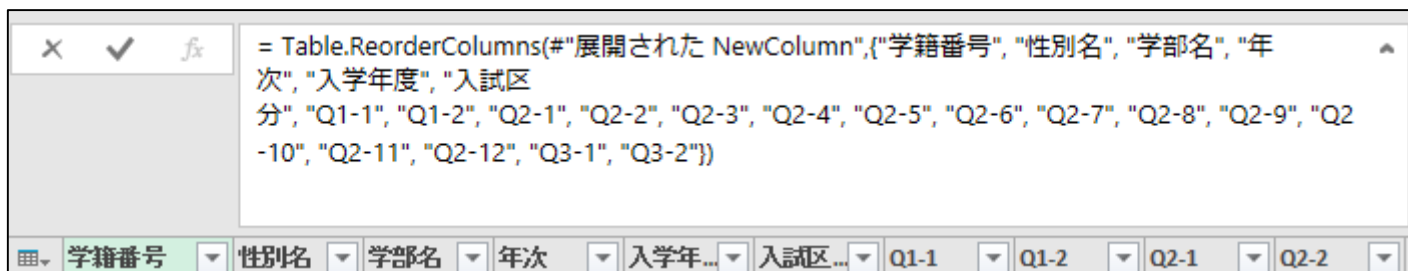 = Table.ReorderColumns(#"展開された NewColumn",{"学籍番号", "性別名", "学部名", "年
次", "入学年度", "入試区
分", "Q1-1", "Q1-2", "Q2-1", "Q2-2", "Q2-3", "Q2-4", "Q2-5", "Q2-6", "Q2-7", "Q2-8", "Q2-9", "Q2
-10", "Q2-11", "Q2-12", "Q3-1", "Q3-2"})
学籍番号 性別名 学部名 年次 入学年... 入試区... Q1-1 Q1-2 Q2-1 Q2-2